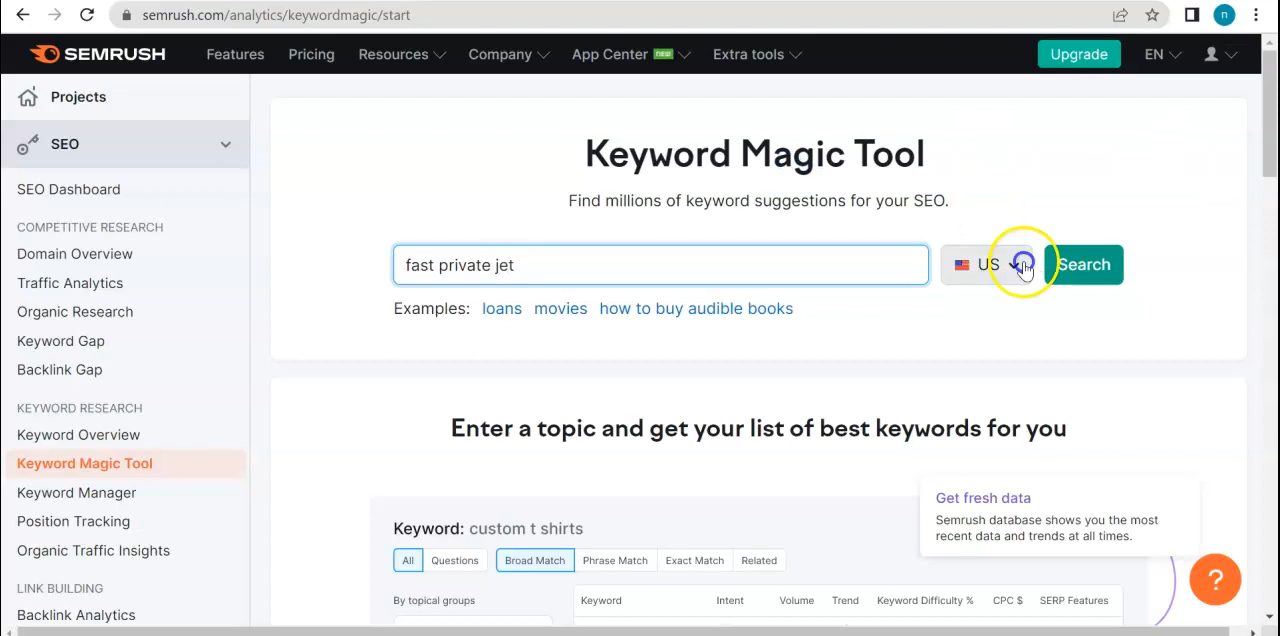 semrush.com/analytics/keywordmagic/start
n
SEMRUSH Features Pricing Resources Company App Center NEW Extra tools Upgrade EN
Projects
SEO
SEO Dashboard
COMPETITIVE RESEARCH
Domain Overview
Traffic Analytics
Organic Research
Keyword Gap
Backlink Gap
KEYWORD RESEARCH
Keyword Overview
Keyword Magic Tool
Keyword Manager
Position Tracking
Organic Traffic Insights
LINK BUILDING
Backlink Analytics
Keyword Magic Tool
Find millions of keyword suggestions for your SEO.
fast private jet US Search
Examples: loans movies how to buy audible books
Enter a topic and get your list of best keywords for you
Get fresh data
Semrush database shows you the most
recent data and trends at all times.
Keyword: custom t shirts
All Questions Broad Match Phrase Match Exact Match Related
By topical groups
Keyword Intent Volume Trend Keyword Difficulty % CPC $ SERP Features
?